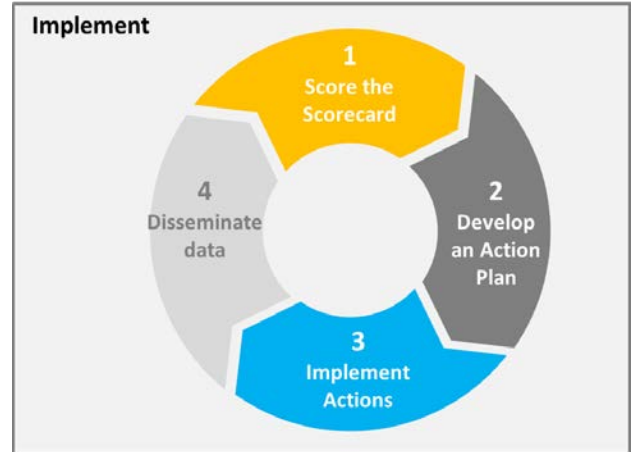 Implement
1
Score the
Scorecard
2
Develop
an Action
Plan
3
Implement
Actions
4
Disseminate
data